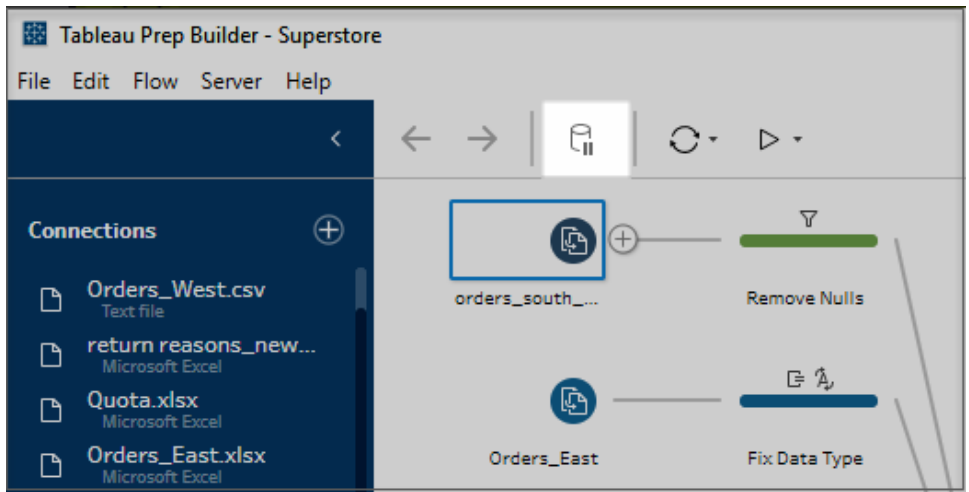 Tableau Prep Builder - Superstore
File Edit Flow Server Help
Connections
Orders_West.csv
Text file
return reasons_new...
Microsoft Excel
Quota.xlsx
Microsoft Excel
Orders_East.xlsx
Microsoft Excel
orders_south_...
Remove Nulls
Orders_East
Fix Data Type